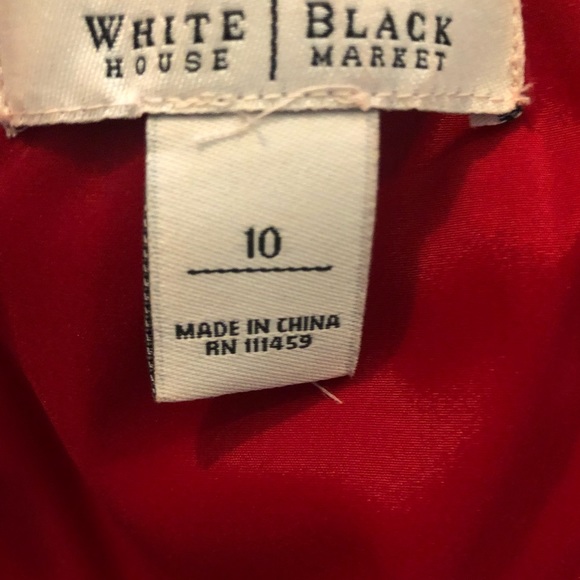 WHITE | BLACK
HOUSE | MARKET
10
MADE IN CHINA
RN 111459